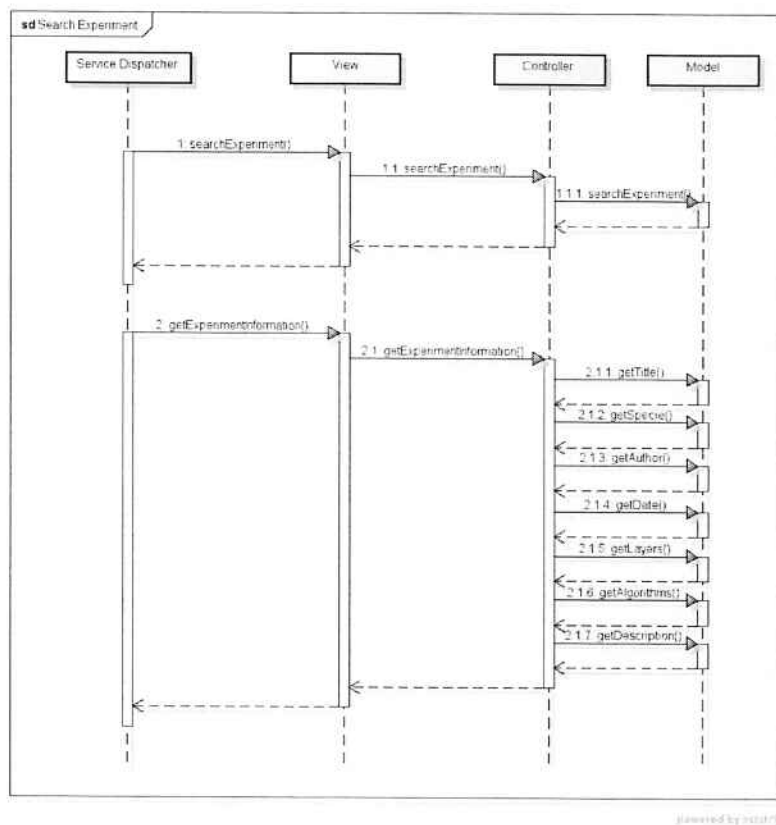 sd Search Experiment
Service Dispatcher
View
Controller
Model
1: searchExperiment()
1.1: searchExperiment()
1.1.1: searchExperiment()
2: getExperimentInformation()
2.1: getExperimentInformation()
2.1.1: getTitle()
2.1.2: getSpecie()
2.1.3: getAuthor()
2.1.4: getDate()
2.1.5: getLayers()
2.1.6: getAlgorithms()
2.1.7: getDescription()
powered by